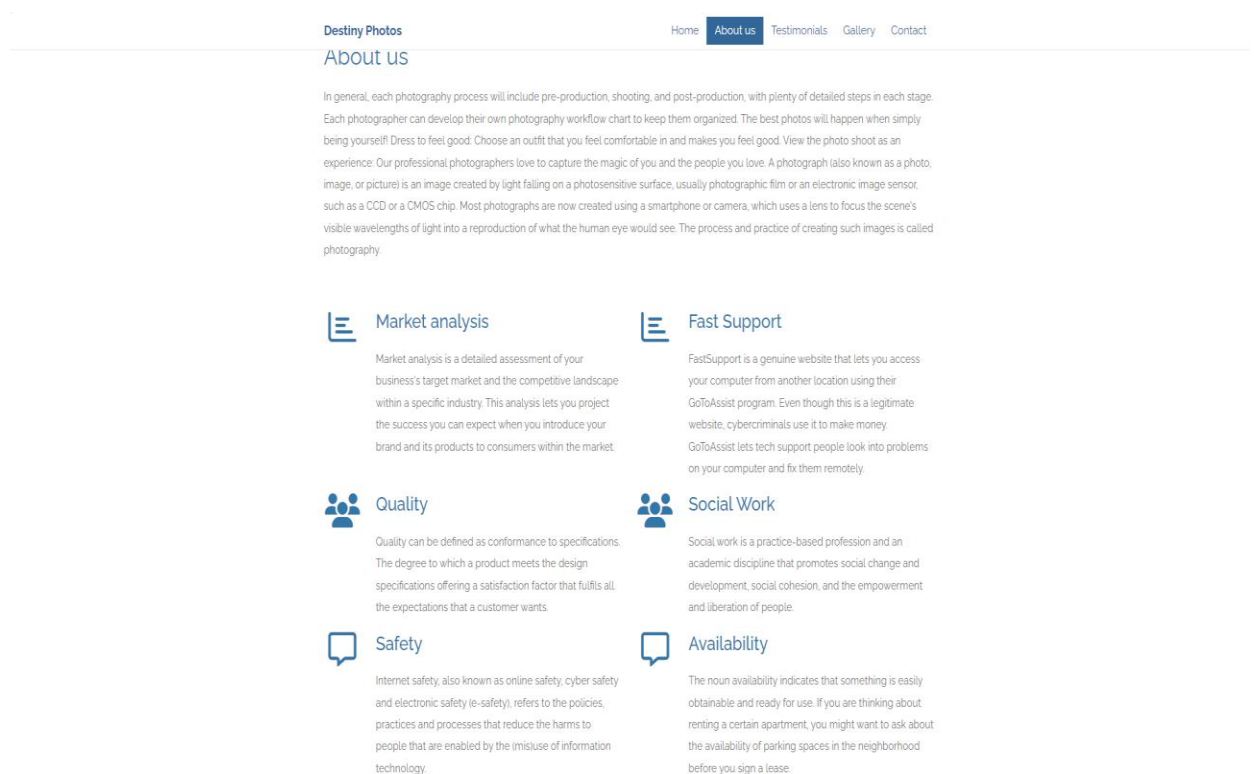 Destiny Photos
Home
About us
Testimonials
Gallery
Contact
About us
In general, each photography process will include pre-production, shooting, and post-production, with plenty of detailed steps in each stage.
Each photographer can develop their own photography workflow chart to keep them organized. The best photos will happen when simply
being yourself! Dress to feel good: Choose an outfit that you feel comfortable in and makes you feel good. View the photo shoot as an
experience: Our professional photographers love to capture the magic of you and the people you love. A photograph (also known as a photo,
image, or picture) is an image created by light falling on a photosensitive surface, usually photographic film or an electronic image sensor,
such as a CCD or a CMOS chip. Most photographs are now created using a smartphone or camera, which uses a lens to focus the scene's
visible wavelengths of light into a reproduction of what the human eye would see. The process and practice of creating such images is called
photography.
Market analysis
Market analysis is a detailed assessment of your
business's target market and the competitive landscape
within a specific industry. This analysis lets you project
the success you can expect when you introduce your
brand and its products to consumers within the market.
Fast Support
FastSupport is a genuine website that lets you access
your computer from another location using their
GoToAssist program. Even though this is a legitimate
website, cybercriminals use it to make money.
GoToAssist lets tech support people look into problems
on your computer and fix them remotely.
Quality
Quality can be defined as conformance to specifications.
The degree to which a product meets the design
specifications offering a satisfaction factor that fulfils all
the expectations that a customer wants.
Social Work
Social work is a practice-based profession and an
academic discipline that promotes social change and
development, social cohesion, and the empowerment
and liberation of people.
Safety
Internet safety, also known as online safety, cyber safety
and electronic safety (e-safety), refers to the policies,
practices and processes that reduce the harms to
people that are enabled by the (mis)use of information
technology.
Availability
The noun availability indicates that something is easily
obtainable and ready for use. If you are thinking about
renting a certain apartment, you might want to ask about
the availability of parking spaces in the neighborhood
before you sign a lease.